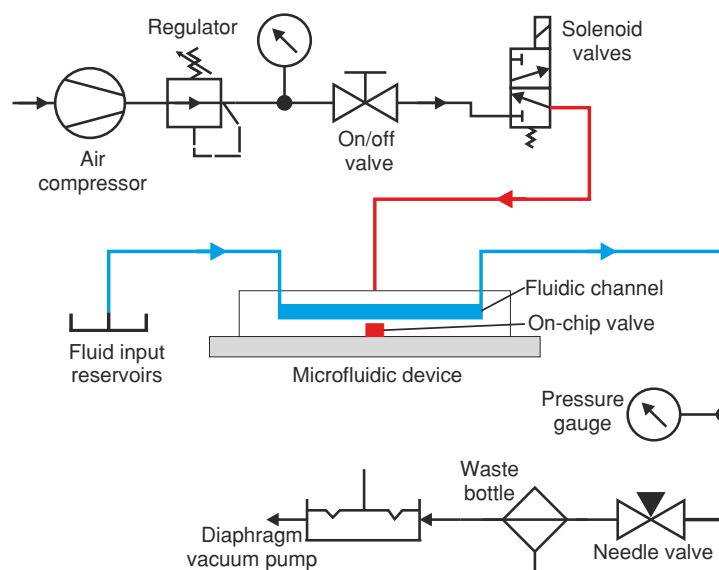 Regulator
Solenoid
valves
On/off
valve
Air
compressor
Fluidic channel
On-chip valve
Fluid input
reservoirs
Microfluidic device
Pressure
gauge
Waste
bottle
Diaphragm
vacuum pump
Needle valve